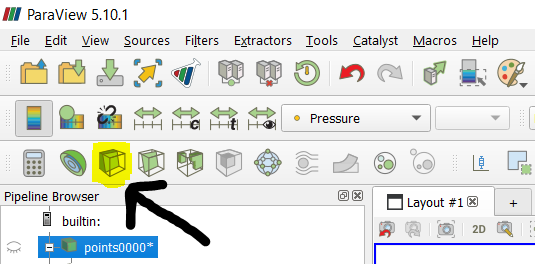 ParaView 5.10.1
File Edit View Sources Filters Extractors Tools Catalyst Macros Help
c t Pressure
Pipeline Browser
Layout #1 +
builtin:
2D
points0000*